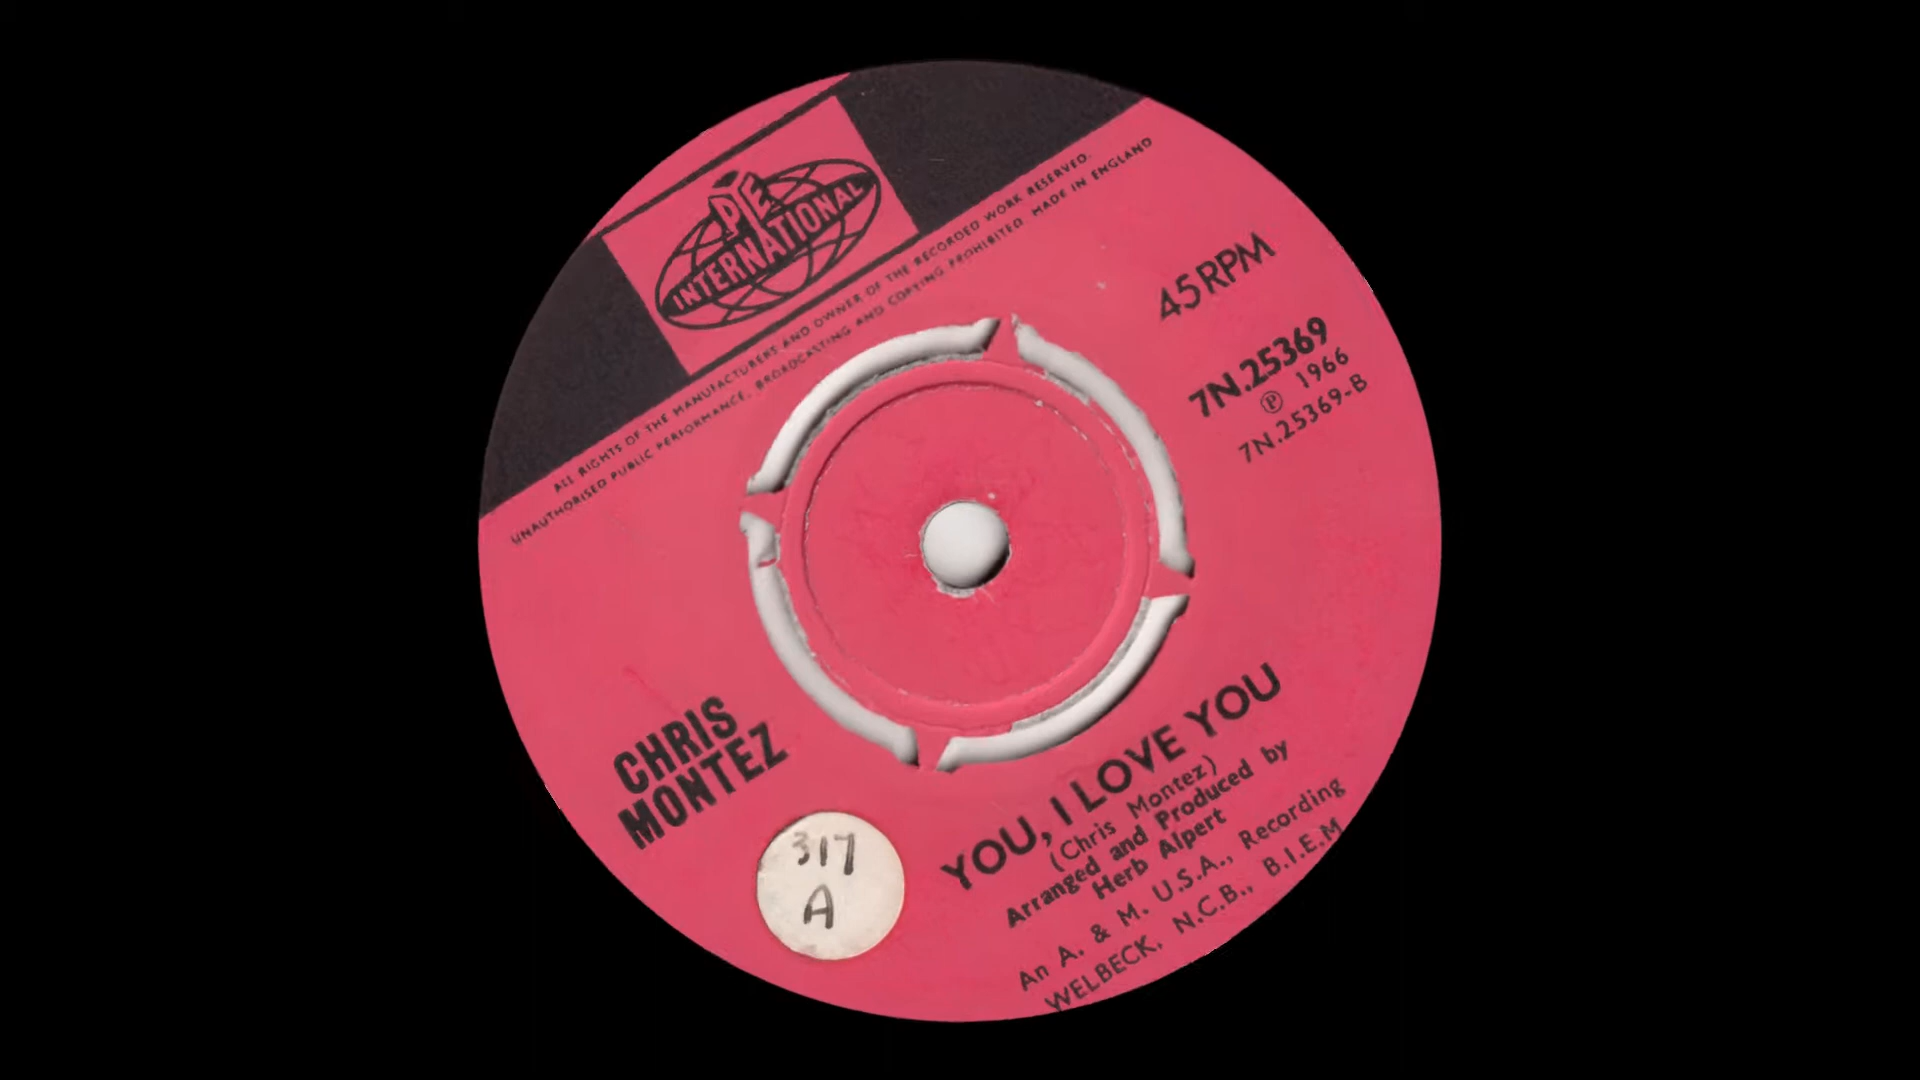 PYE
INTERNATIONAL
ALL RIGHTS OF THE MANUFACTURERS AND OWNER OF THE RECORDED WORK RESERVED.
UNAUTHORISED PUBLIC PERFORMANCE, BROADCASTING AND COPYING PROHIBITED MADE IN ENGLAND
45 RPM
7N.25369
Ⓟ 1966
7N.25369-B
CHRIS
MONTEZ
317
A
YOU, I LOVE YOU
(Chris Montez)
Arranged and Produced by
Herb Alpert
An A. & M. U.S.A., Recording
WELBECK, N.C.B., B.I.E.M